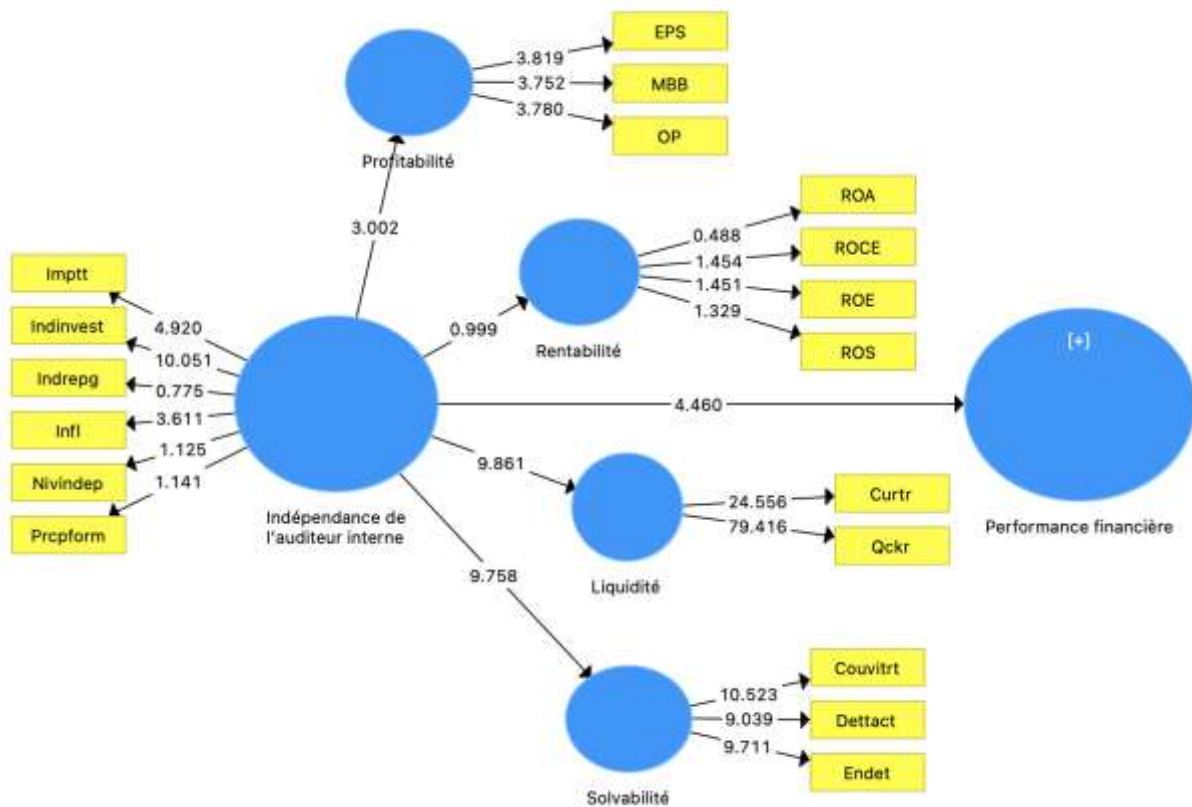 EPS
3.819
MBB
3.752
3.780
OP
Profitabilité
3.002
ROA
0.488
ROCE
1.454
1.451
ROE
1.329
ROS
Rentabilité
0.999
Imptt
4.920
Indinvest
10.051
Indrepg
0.775
Infl
3.611
Nivindep
1.125
Prcpform
1.141
Indépendance de
l'auditeur interne
[+]
4.460
Performance financière
9.861
Curtr
24.556
79.416
Qckr
Liquidité
9.758
Couvitrt
10.523
Dettact
9.039
9.711
Endet
Solvabilité